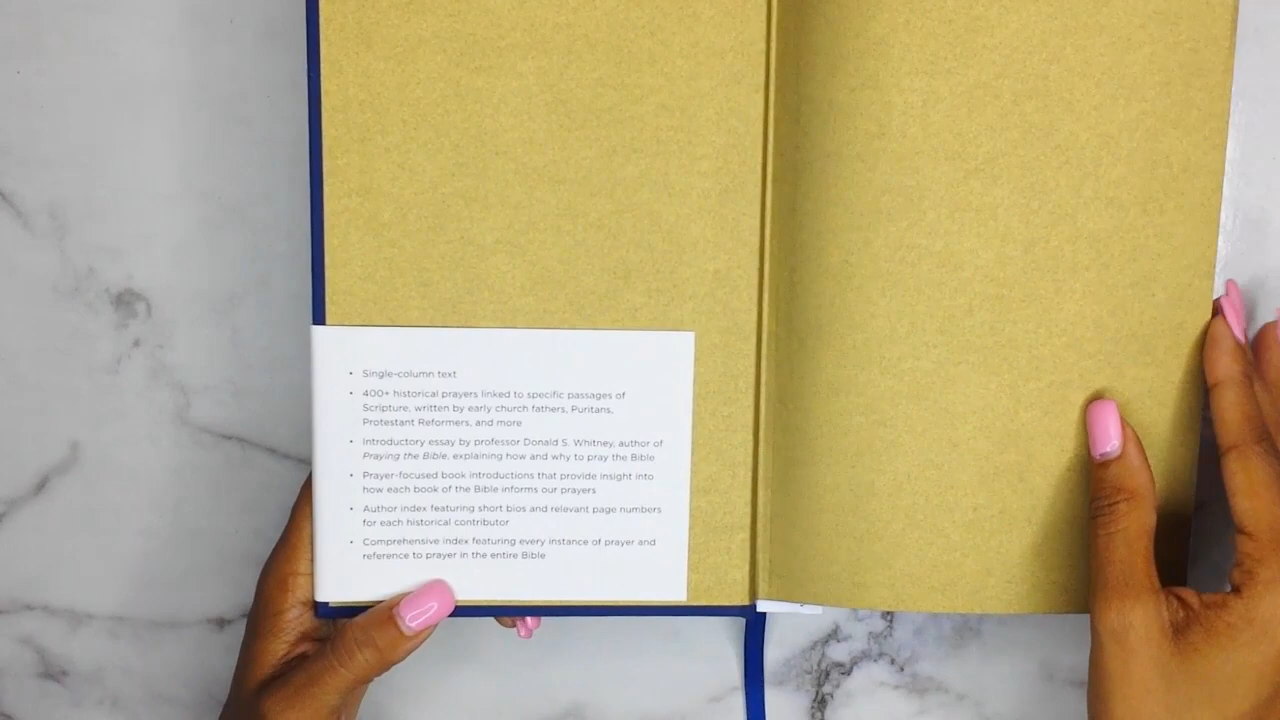 • Single-column text
• 400+ historical prayers linked to specific passages of
Scripture, written by early church fathers, Puritans,
Protestant Reformers, and more
• Introductory essay by professor Donald S. Whitney, author of
Praying the Bible, explaining how and why to pray the Bible
• Prayer-focused book introductions that provide insight into
how each book of the Bible informs our prayers
• Author index featuring short bios and relevant page numbers
for each historical contributor
• Comprehensive index featuring every instance of prayer and
reference to prayer in the entire Bible